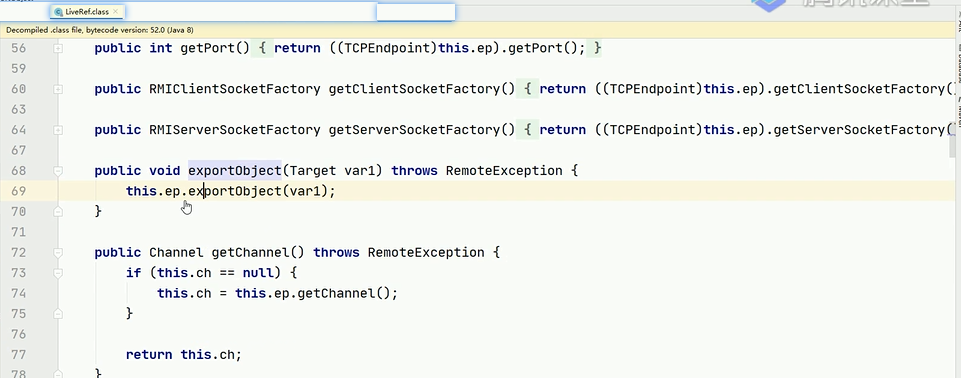 LiveRef.class
Decompiled .class file, bytecode version: 52.0 (Java 8)
56 public int getPort() { return ((TCPEndpoint)this.ep).getPort(); }
59
60 public RMIClientSocketFactory getClientSocketFactory() { return ((TCPEndpoint)this.ep).getClientSocketFactory()
63
64 public RMIServerSocketFactory getServerSocketFactory() { return ((TCPEndpoint)this.ep).getServerSocketFactory
67
68 public void exportObject(Target var1) throws RemoteException {
69 this.ep.exportObject(var1);
70 }
71
72 public Channel getChannel() throws RemoteException {
73 if (this.ch == null) {
74 this.ch = this.ep.getChannel();
75 }
76
77 return this.ch;
78 }